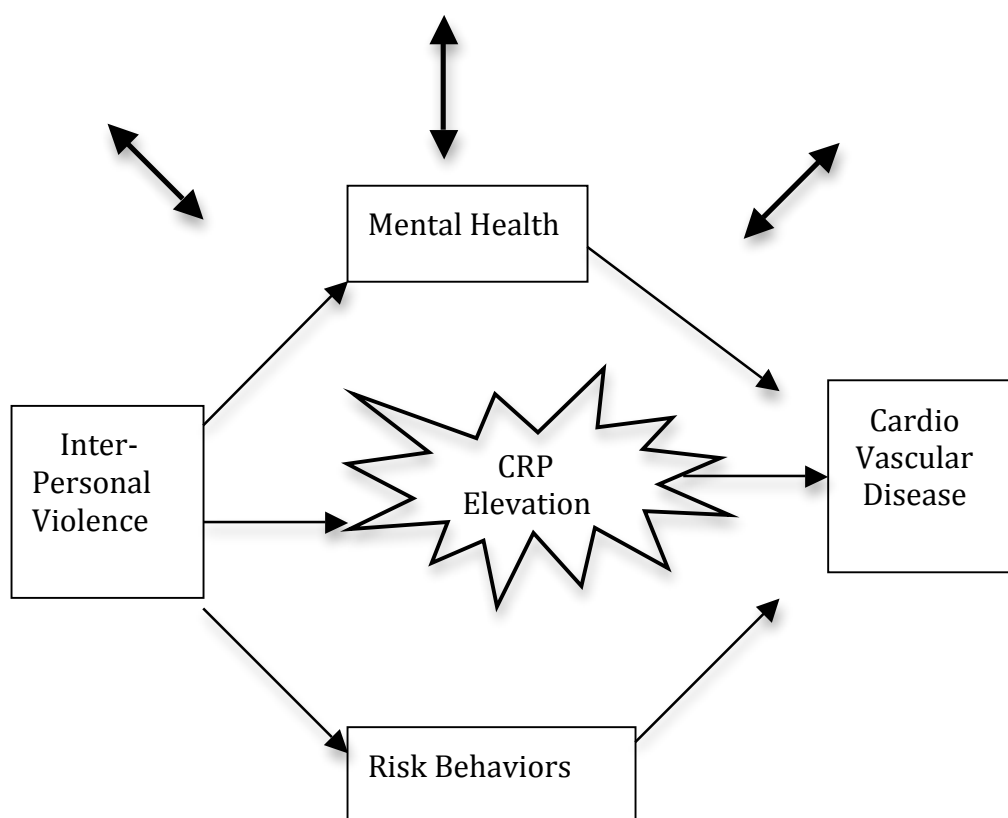 Mental Health
Inter-
Personal
Violence
CRP
Elevation
Cardio
Vascular
Disease
Risk Behaviors